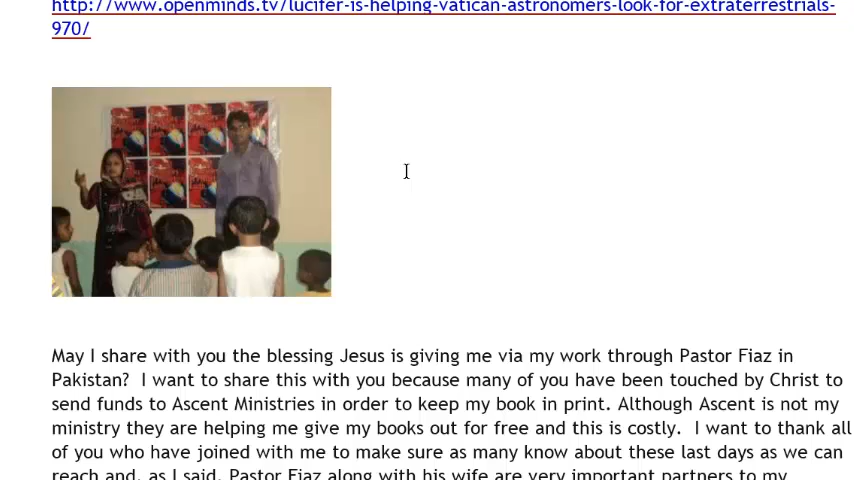 http://www.openminds.tv/lucifer-is-helping-vatican-astronomers-look-for-extraterrestrials-
970/
May I share with you the blessing Jesus is giving me via my work through Pastor Fiaz in
Pakistan?  I want to share this with you because many of you have been touched by Christ to
send funds to Ascent Ministries in order to keep my book in print. Although Ascent is not my
ministry they are helping me give my books out for free and this is costly.  I want to thank all
of you who have joined with me to make sure as many know about these last days as we can
reach and, as I said, Pastor Fiaz along with his wife are very important partners to my